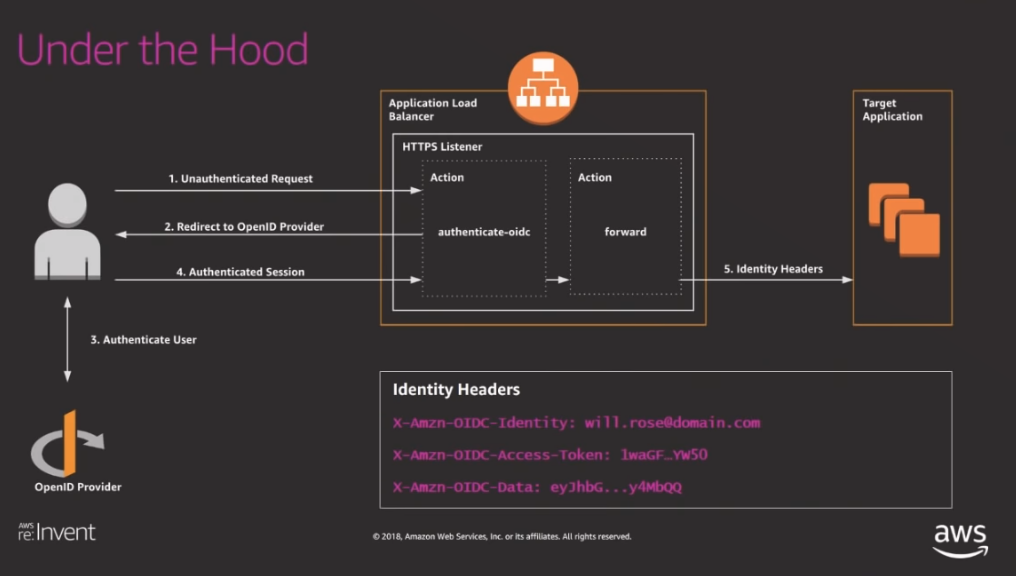 Under the Hood
Application Load
Balancer
Target
Application
HTTPS Listener
Action
Action
1. Unauthenticated Request
2. Redirect to OpenID Provider
authenticate-oidc
forward
4. Authenticated Session
5. Identity Headers
3. Authenticate User
Identity Headers
X-Amzn-OIDC-Identity: will.rose@domain.com
X-Amzn-OIDC-Access-Token: 1waGF…YW50
X-Amzn-OIDC-Data: eyJhbG...y4MbQQ
OpenID Provider
AWS
re:Invent
© 2018, Amazon Web Services, Inc. or its affiliates. All rights reserved.
aws